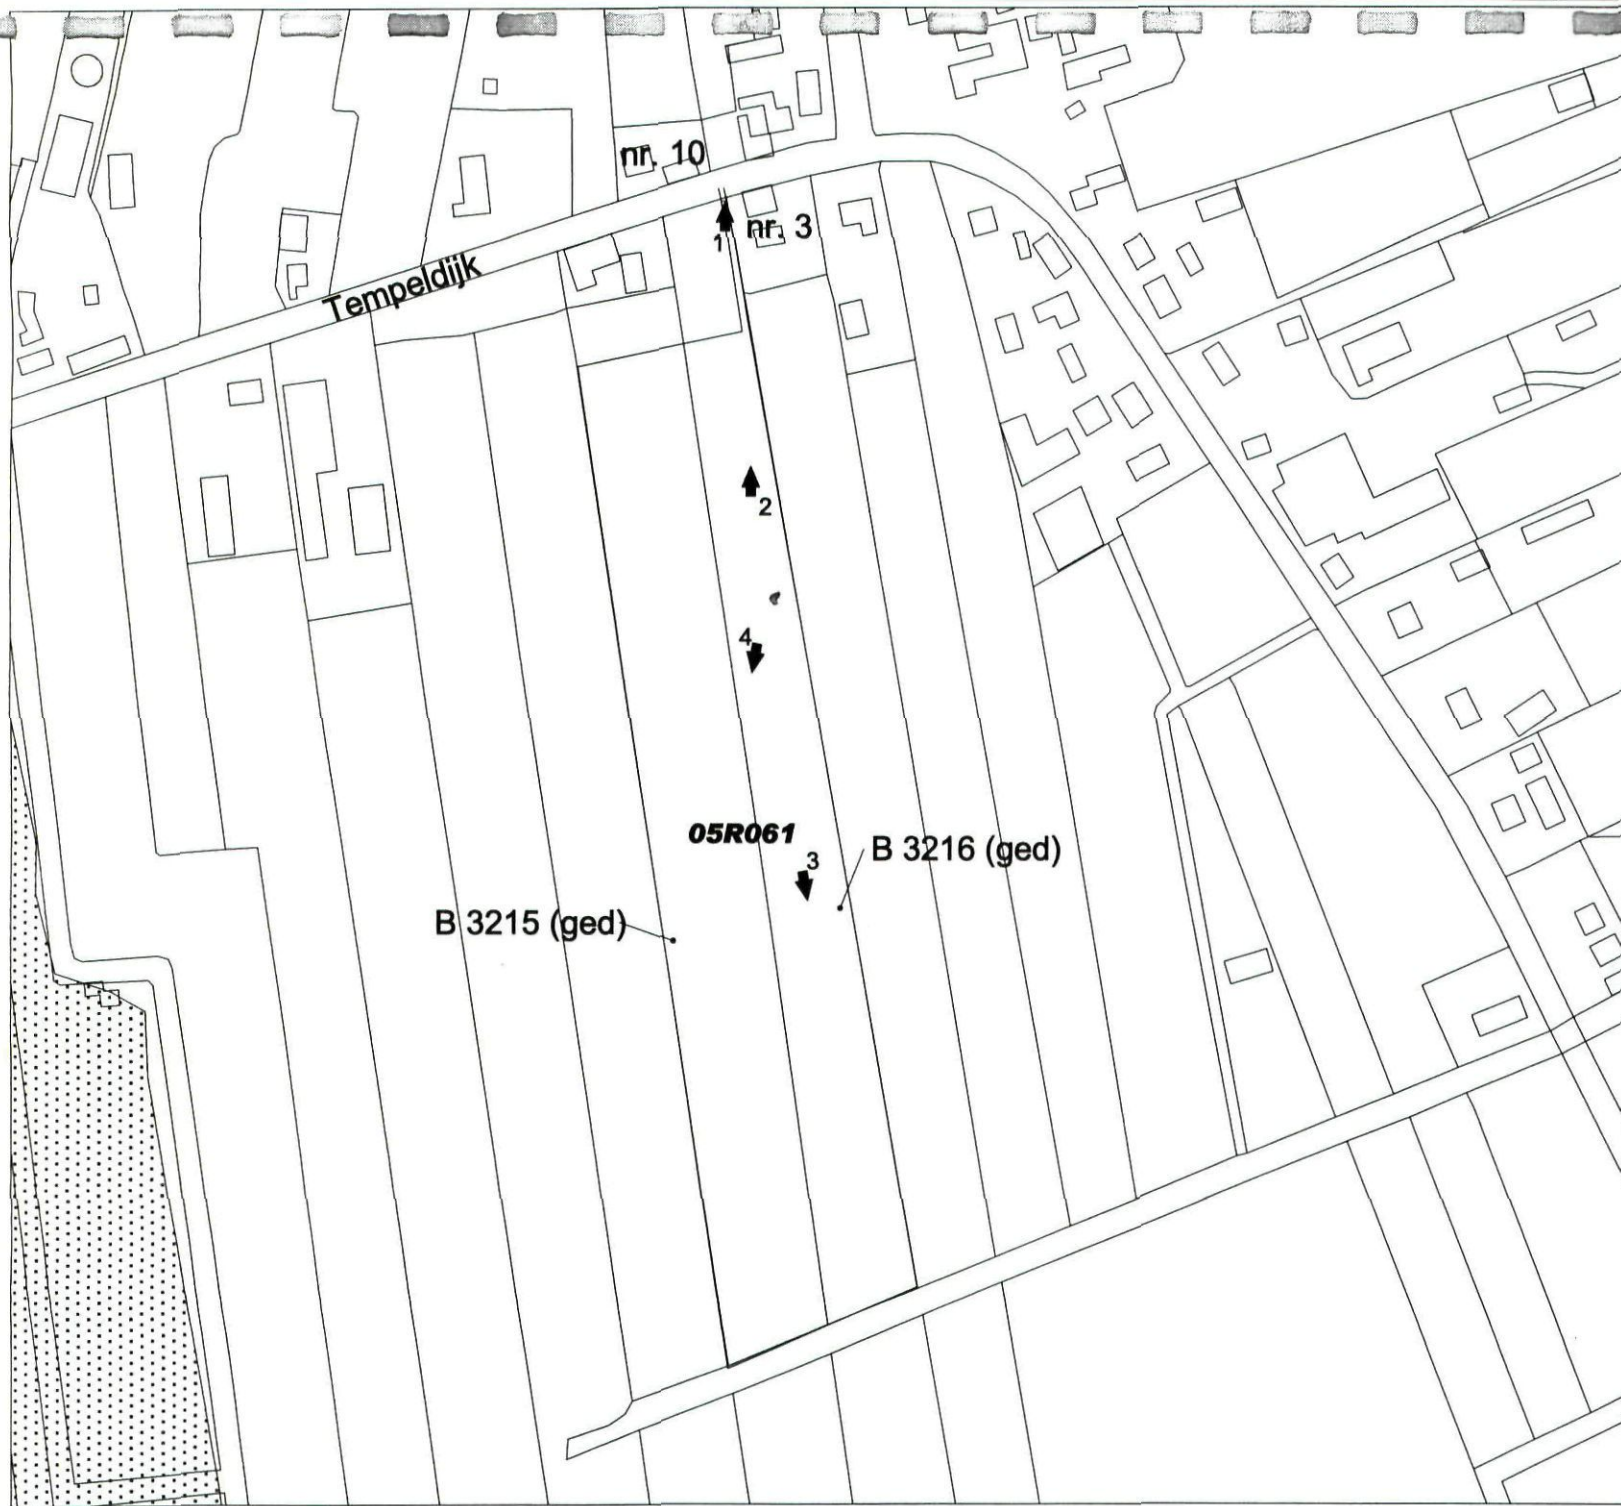 nr. 10
nr. 3
1
Tempeldijk
2
4
05R061
3
B 3216 (ged)
B 3215 (ged)